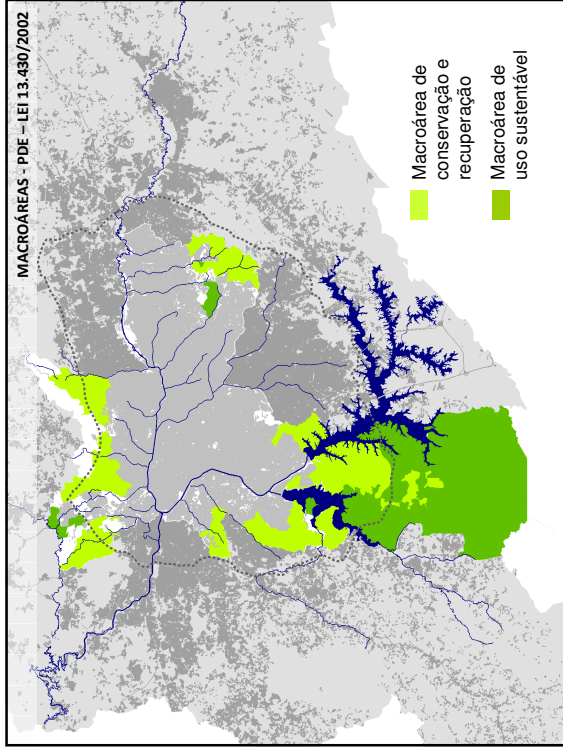 MACROÁREAS - PDE – LEI 13.430/2002
Macroárea de
conservação e
recuperação
Macroárea de
uso sustentável